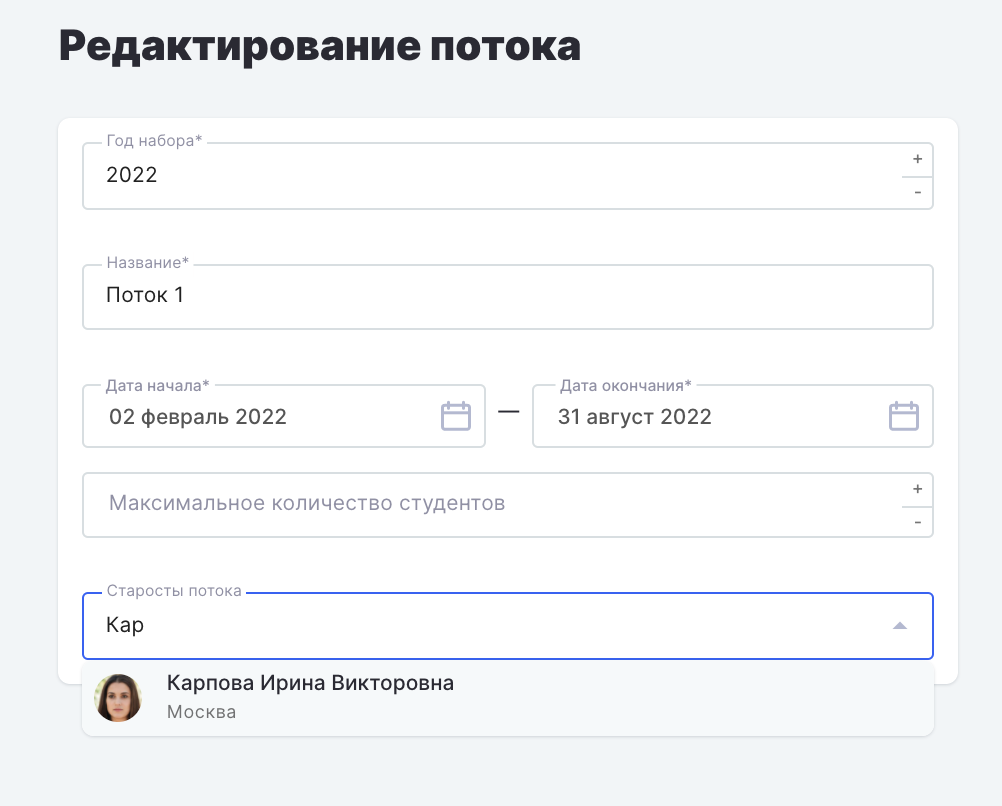 Редактирование потока
Год набора*
2022
+
-
Название*
Поток 1
Дата начала*
Дата окончания*
02 февраль 2022 — 31 август 2022
Максимальное количество студентов
+
-
Старосты потока
Кар
Карпова Ирина Викторовна
Москва